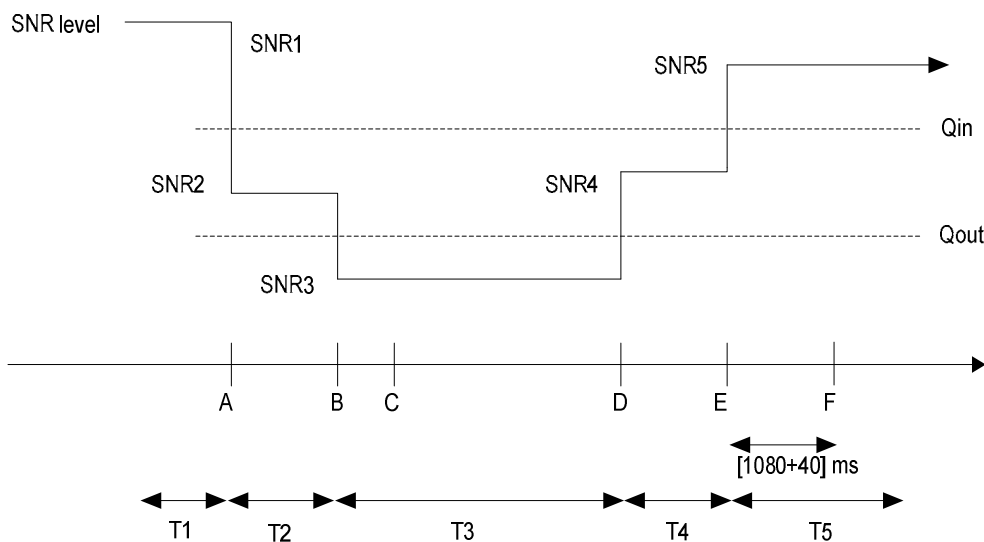 SNR level
SNR1
SNR5
Qin
SNR2
SNR4
Qout
SNR3
A B C D E F
[1080+40] ms
T1 T2 T3 T4 T5